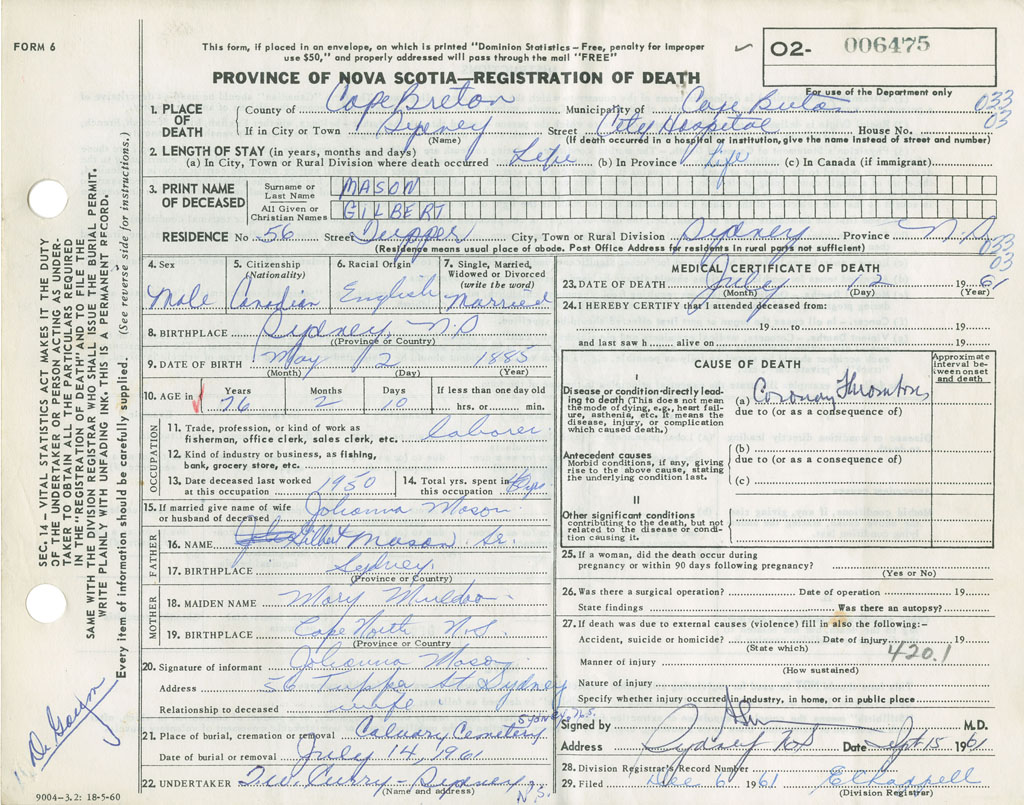 FORM 6
This form, if placed in an envelope, on which is printed "Dominion Statistics – Free, penalty for improper
use $50," and properly addressed will pass through the mail "FREE"
O2- 006475
PROVINCE OF NOVA SCOTIA—REGISTRATION OF DEATH
For use of the Department only
033
03
1. PLACE OF DEATH County of Cape Breton Municipality of Cape Breton
If in City or Town Sydney (Name) Street City Hospital House No.
(If death occurred in a hospital or institution, give the name instead of street and number)
2. LENGTH OF STAY (in years, months and days)
(a) In City, Town or Rural Division where death occurred Life (b) In Province Life (c) In Canada (if immigrant)
3. PRINT NAME OF DECEASED
Surname or Last Name MASON
All Given or Christian Names GILBERT
RESIDENCE No. 56 Street Tupper City, Town or Rural Division Sydney Province N.S
(Residence means usual place of abode. Post Office Address for residents in rural parts not sufficient)
033
03
4. Sex Male
5. Citizenship (Nationality) Canadian
6. Racial Origin English
7. Single, Married, Widowed or Divorced (write the word) Married
8. BIRTHPLACE Sydney N.S
(Province or Country)
9. DATE OF BIRTH May 2 1885
(Month) (Day) (Year)
10. AGE in Years 76 Months 2 Days 10 If less than one day old
hrs. or min.
OCCUPATION
11. Trade, profession, or kind of work as
fisherman, office clerk, sales clerk, etc. laborer
12. Kind of industry or business, as fishing,
bank, grocery store, etc.
13. Date deceased last worked
at this occupation 1950
14. Total yrs. spent in
this occupation
15. If married give name of wife
or husband of deceased Johanna Mason
FATHER
16. NAME Gilbert Mason Sr.
17. BIRTHPLACE Sydney
(Province or Country)
MOTHER
18. MAIDEN NAME Mary
19. BIRTHPLACE Cape North N.S.
(Province or Country)
20. Signature of informant Johanna Mason
Address 56 Tupper St Sydney
Relationship to deceased wife
21. Place of burial, cremation or removal Calvary Cemetery Sydney, N.S.
Date of burial or removal July 14, 1961
22. UNDERTAKER Curry – Sydney N.S.
(Name and address)
9004–3.2: 18-5-60
MEDICAL CERTIFICATE OF DEATH
23. DATE OF DEATH July 12 1961
(Month) (Day) (Year)
24. I HEREBY CERTIFY that I attended deceased from:
19 to 19
and last saw h alive on 19
CAUSE OF DEATH
Approximate interval between onset and death
I
Disease or condition directly leading to death (This does not mean the mode of dying, e.g., heart failure, asthenia, etc. It means the disease, injury, or complication which caused death.)
(a) Coronary Thrombosis
due to (or as a consequence of)
Antecedent causes
Morbid conditions, if any, giving rise to the above cause, stating the underlying condition last.
(b)
due to (or as a consequence of)
(c)
II
Other significant conditions
contributing to the death, but not related to the disease or condition causing it.
25. If a woman, did the death occur during
pregnancy or within 90 days following pregnancy?
(Yes or No)
26. Was there a surgical operation? Date of operation 19
State findings Was there an autopsy?
27. If death was due to external causes (violence) fill in also the following:–
Accident, suicide or homicide? Date of injury 19
(State which)
420.1
Manner of injury
(How sustained)
Nature of injury
Specify whether injury occurred in industry, in home, or in public place
Signed by M.D.
Address Sydney N.S Date Sept 15 1961
28. Division Registrar's Record Number
29. Filed Dec 6 1961
(Division Registrar)
SEC. 14 — VITAL STATISTICS ACT MAKES IT THE DUTY
OF THE UNDERTAKER OR PERSON ACTING AS UNDER-
TAKER TO OBTAIN ALL THE PARTICULARS REQUIRED
IN THE "REGISTRATION OF DEATH" AND TO FILE THE
SAME WITH THE DIVISION REGISTRAR WHO SHALL ISSUE THE BURIAL PERMIT.
WRITE PLAINLY WITH UNFADING INK. THIS IS A PERMANENT RECORD.
Every item of information should be carefully supplied. (See reverse side for instructions.)